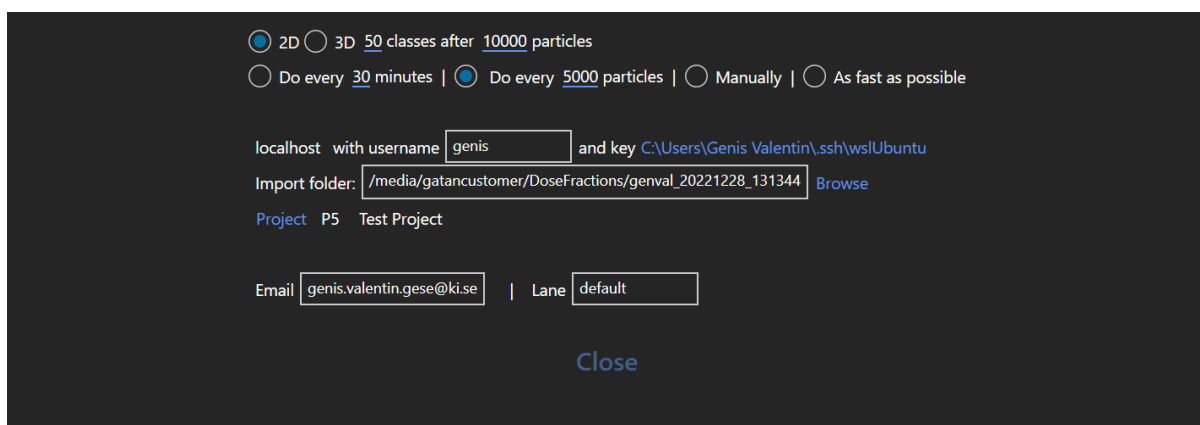 2D 3D 50 classes after 10000 particles
Do every 30 minutes | Do every 5000 particles | Manually | As fast as possible
localhost with username genis and key C:\Users\Genis Valentin\.ssh\wslUbuntu
Import folder: /media/gatancustomer/DoseFractions/genval_20221228_131344 Browse
Project P5 Test Project
Email genis.valentin.gese@ki.se | Lane default
Close